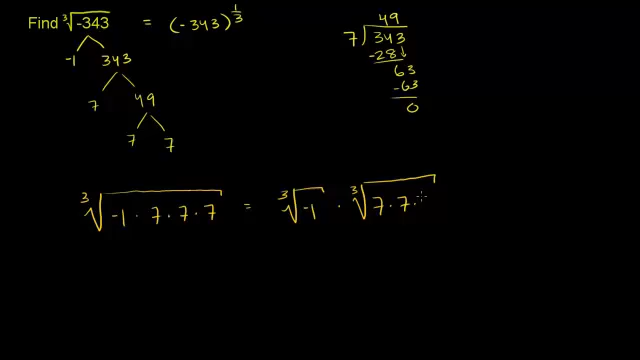 Find ∛-343 = (-343)^(1/3)
-1 343
7 49
7 7
49
7 ) 343
-28↓
63
-63
0
∛-1 · 7 · 7 · 7 = ∛-1 · ∛7 · 7 ·